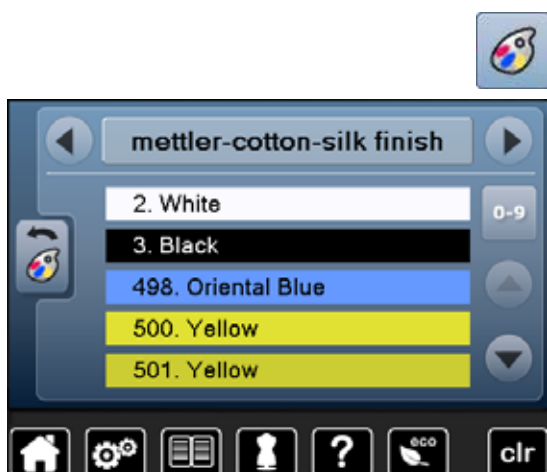 mettler-cotton-silk finish
2. White
0-9
3. Black
498. Oriental Blue
500. Yellow
501. Yellow
?
eco
clr